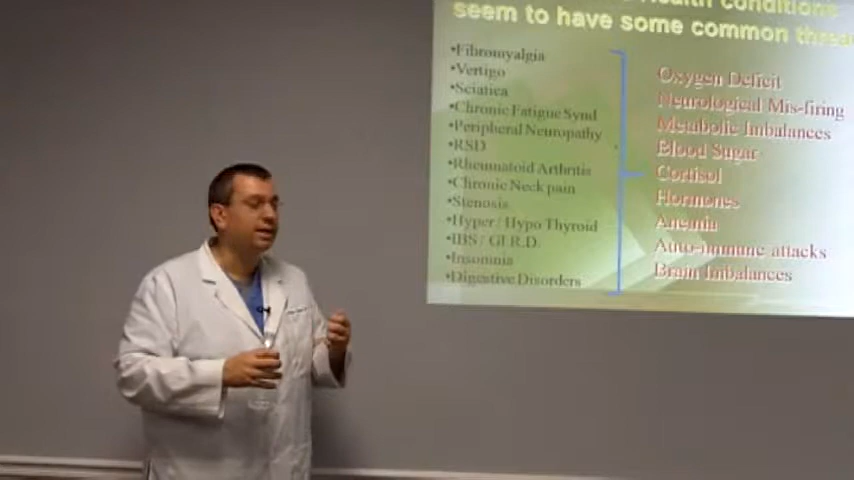 Health conditions
seem to have some common
•Fibromyalgia
•Vertigo
•Sciatica
•Chronic Fatigue Synd
•Peripheral Neuropathy
•RSD
•Rheumatoid Arthritis
•Chronic Neck pain
•Stenosis
•Hyper / Hypo Thyroid
•IBS / GERD.
•Insomnia
•Digestive Disorders
Oxygen Deficit
Neurological Mis-firing
Metabolic Imbalances
Blood Sugar
Cortisol
Hormones
Anemia
Auto-immune attacks
Brain Imbalances